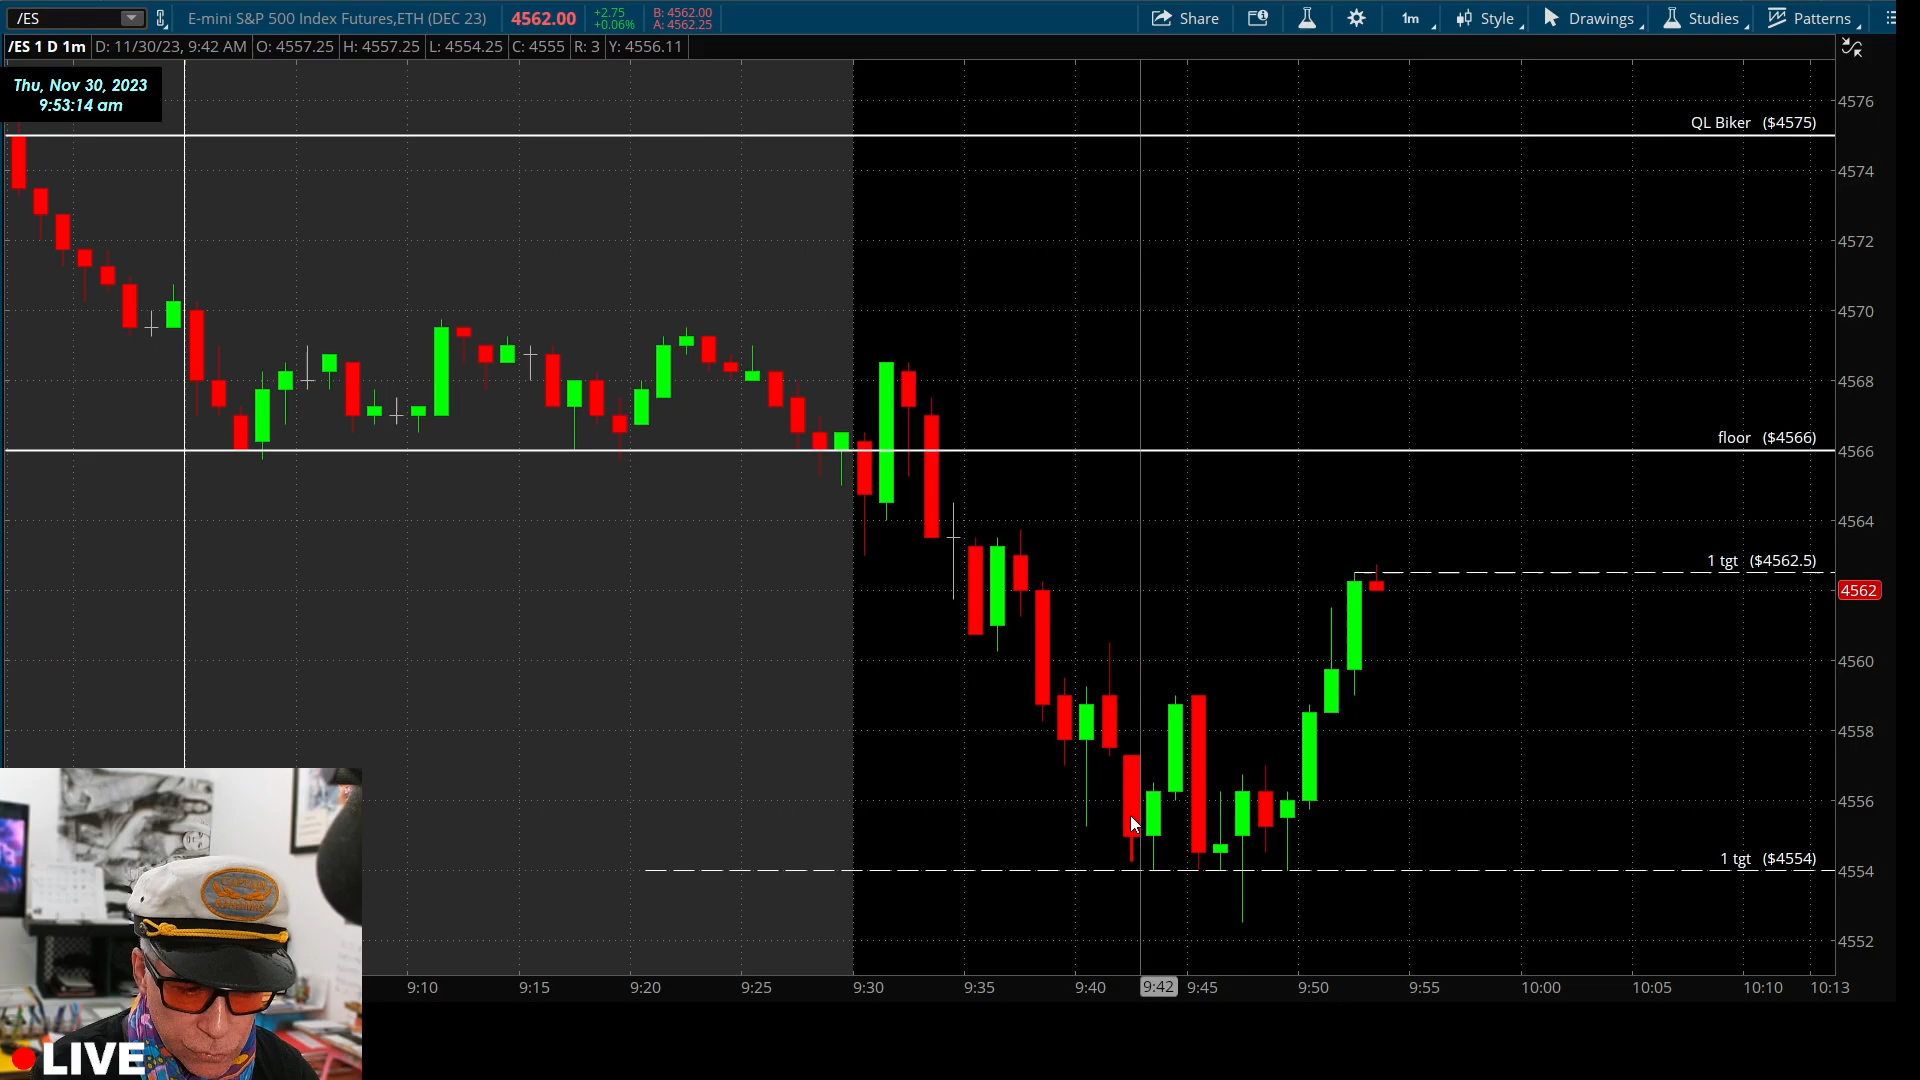 /ES
E-mini S&P 500 Index Futures,ETH (DEC 23)
4562.00
+2.75
+0.06%
B: 4562.00
A: 4562.25
Share
1m
Style
Drawings
Studies
Patterns
/ES 1 D 1m
D: 11/30/23, 9:42 AM
O: 4557.25
H: 4557.25
L: 4554.25
C: 4555
R: 3
Y: 4556.11
Thu, Nov 30, 2023
9:53:14 am
4576
QL Biker ($4575)
4574
4572
4570
4568
floor ($4566)
4566
4564
1 tgt ($4562.5)
4562
4560
4558
4556
1 tgt ($4554)
4554
4552
9:10
9:15
9:20
9:25
9:30
9:35
9:40
9:42
9:45
9:50
9:55
10:00
10:05
10:10
10:13
LIVE